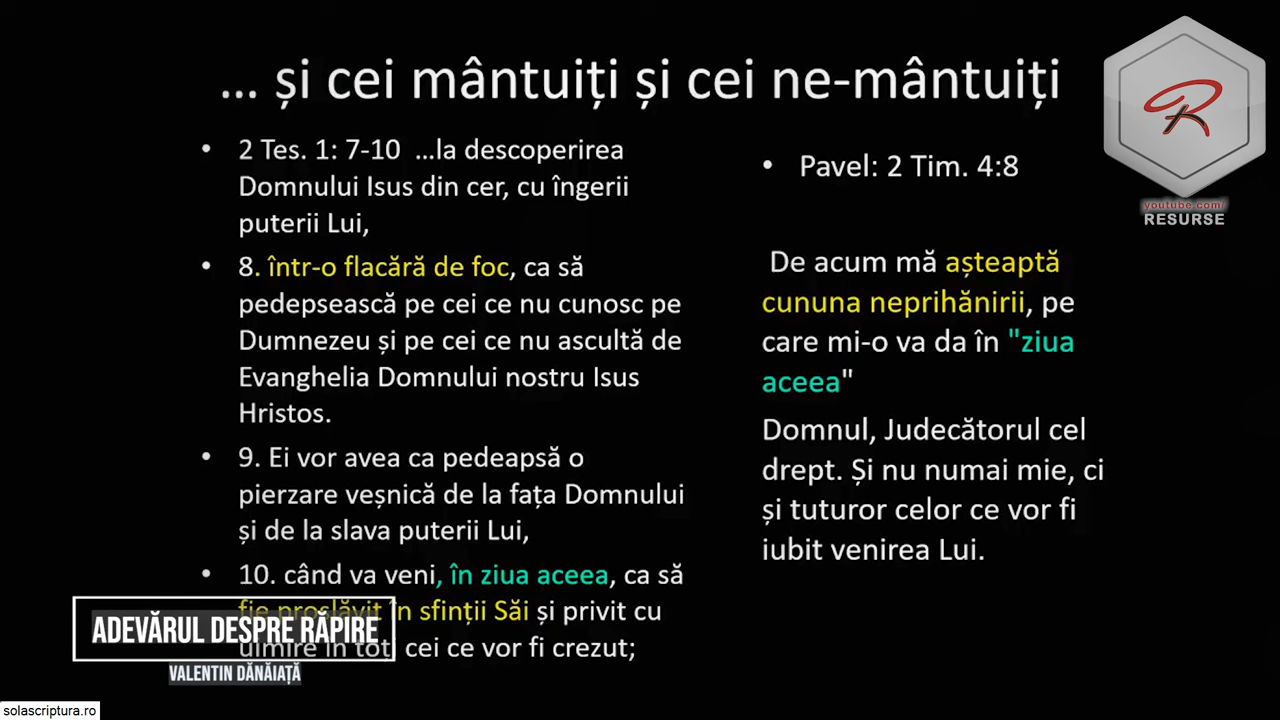 … și cei mântuiți și cei ne-mântuiți
• 2 Tes. 1: 7-10 …la descoperirea
Domnului Isus din cer, cu îngerii
puterii Lui,
• 8. într-o flacără de foc, ca să
pedepsească pe cei ce nu cunosc pe
Dumnezeu și pe cei ce nu ascultă de
Evanghelia Domnului nostru Isus
Hristos.
• 9. Ei vor avea ca pedeapsă o
pierzare veșnică de la fața Domnului
și de la slava puterii Lui,
• 10. când va veni, în ziua aceea, ca să
fie proslăvit în sfinții Săi și privit cu
uimire în toți cei ce vor fi crezut;
• Pavel: 2 Tim. 4:8
De acum mă așteaptă
cununa neprihănirii, pe
care mi-o va da în "ziua
aceea"
Domnul, Judecătorul cel
drept. Și nu numai mie, ci
și tuturor celor ce vor fi
iubit venirea Lui.
R
youtube.com/
RESURSE
ADEVĂRUL DESPRE RĂPIRE
VALENTIN DĂNĂIAȚĂ
solascriptura.ro